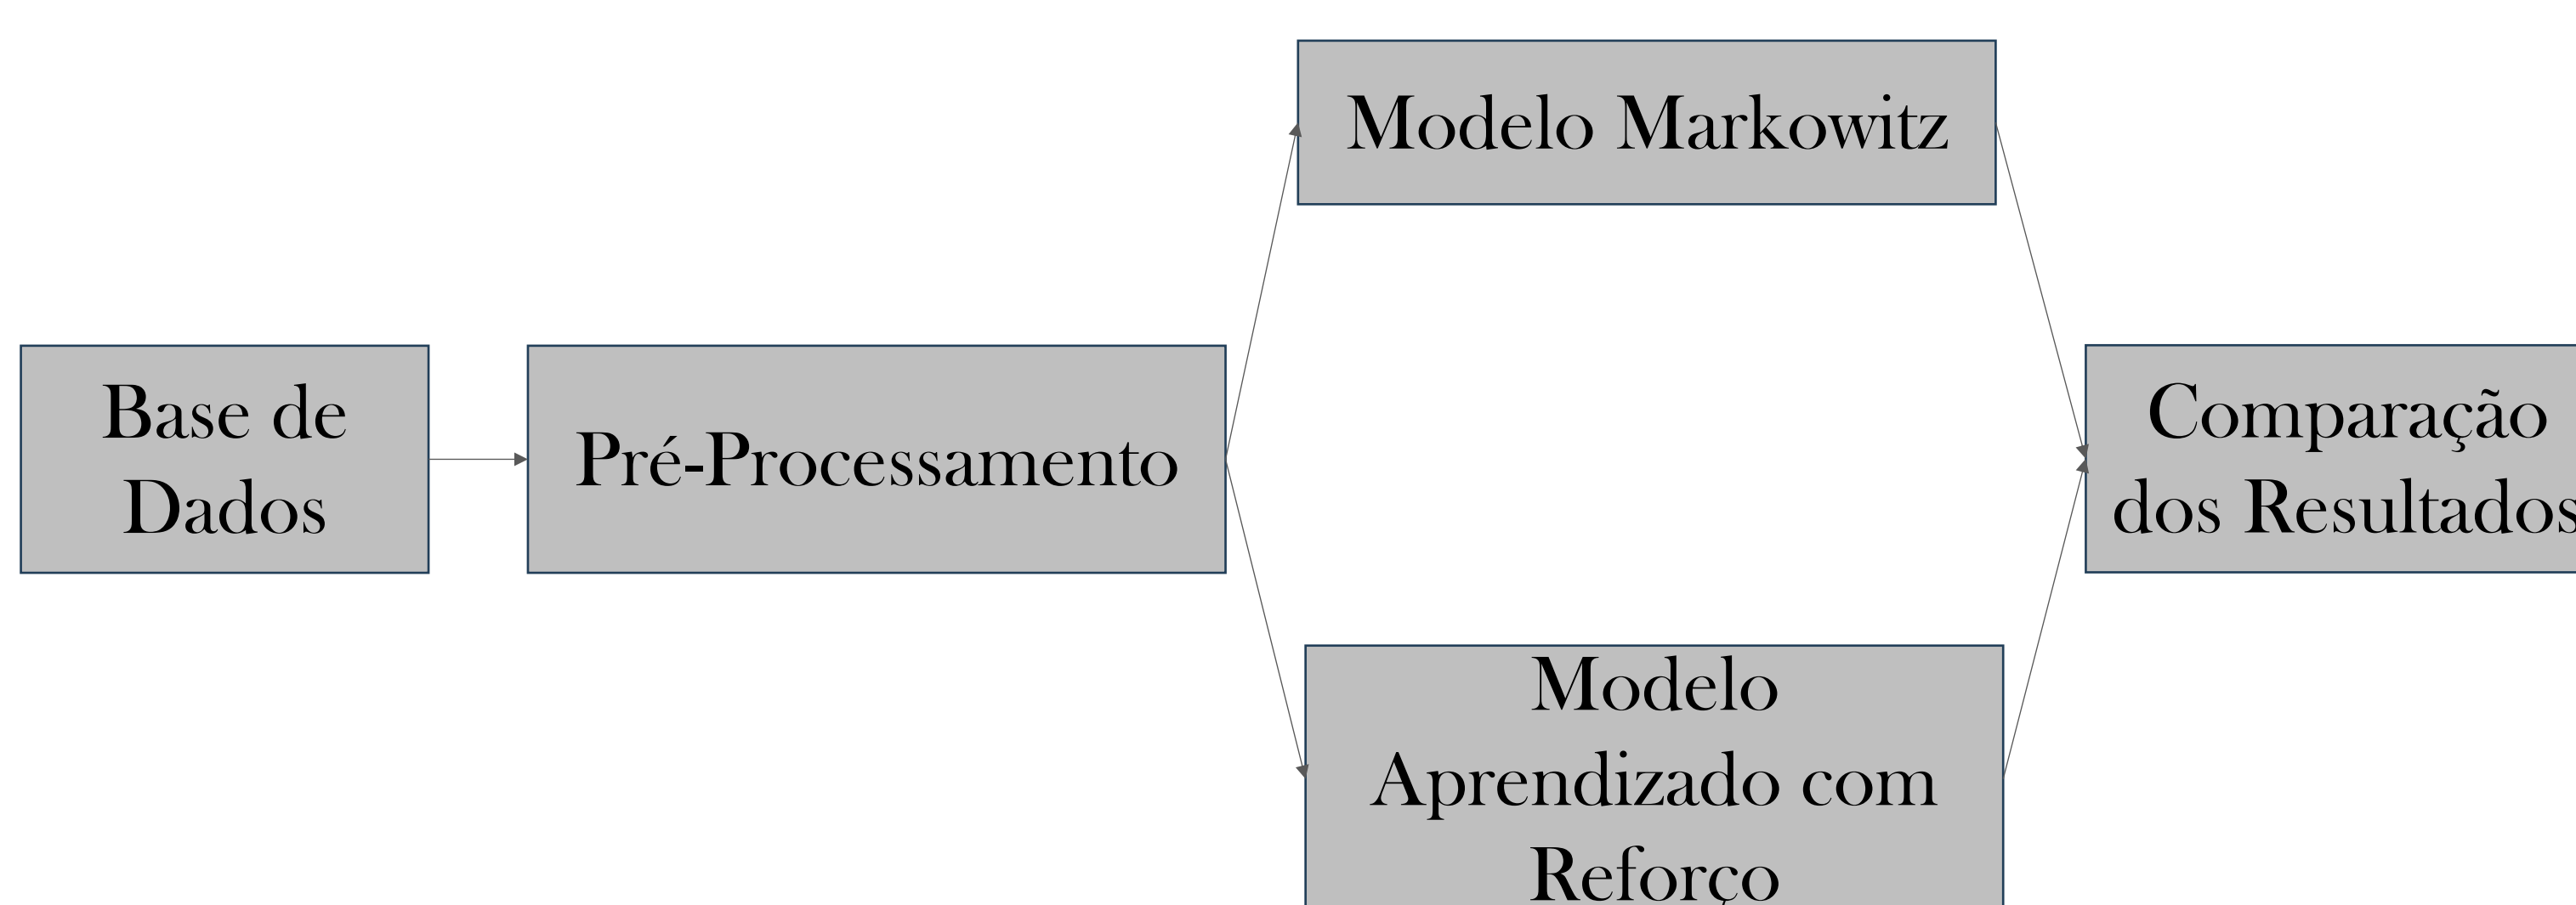 Modelo Markowitz
Base de
Dados
Pré-Processamento
Comparação
dos Resultados
Modelo
Aprendizado com
Reforço